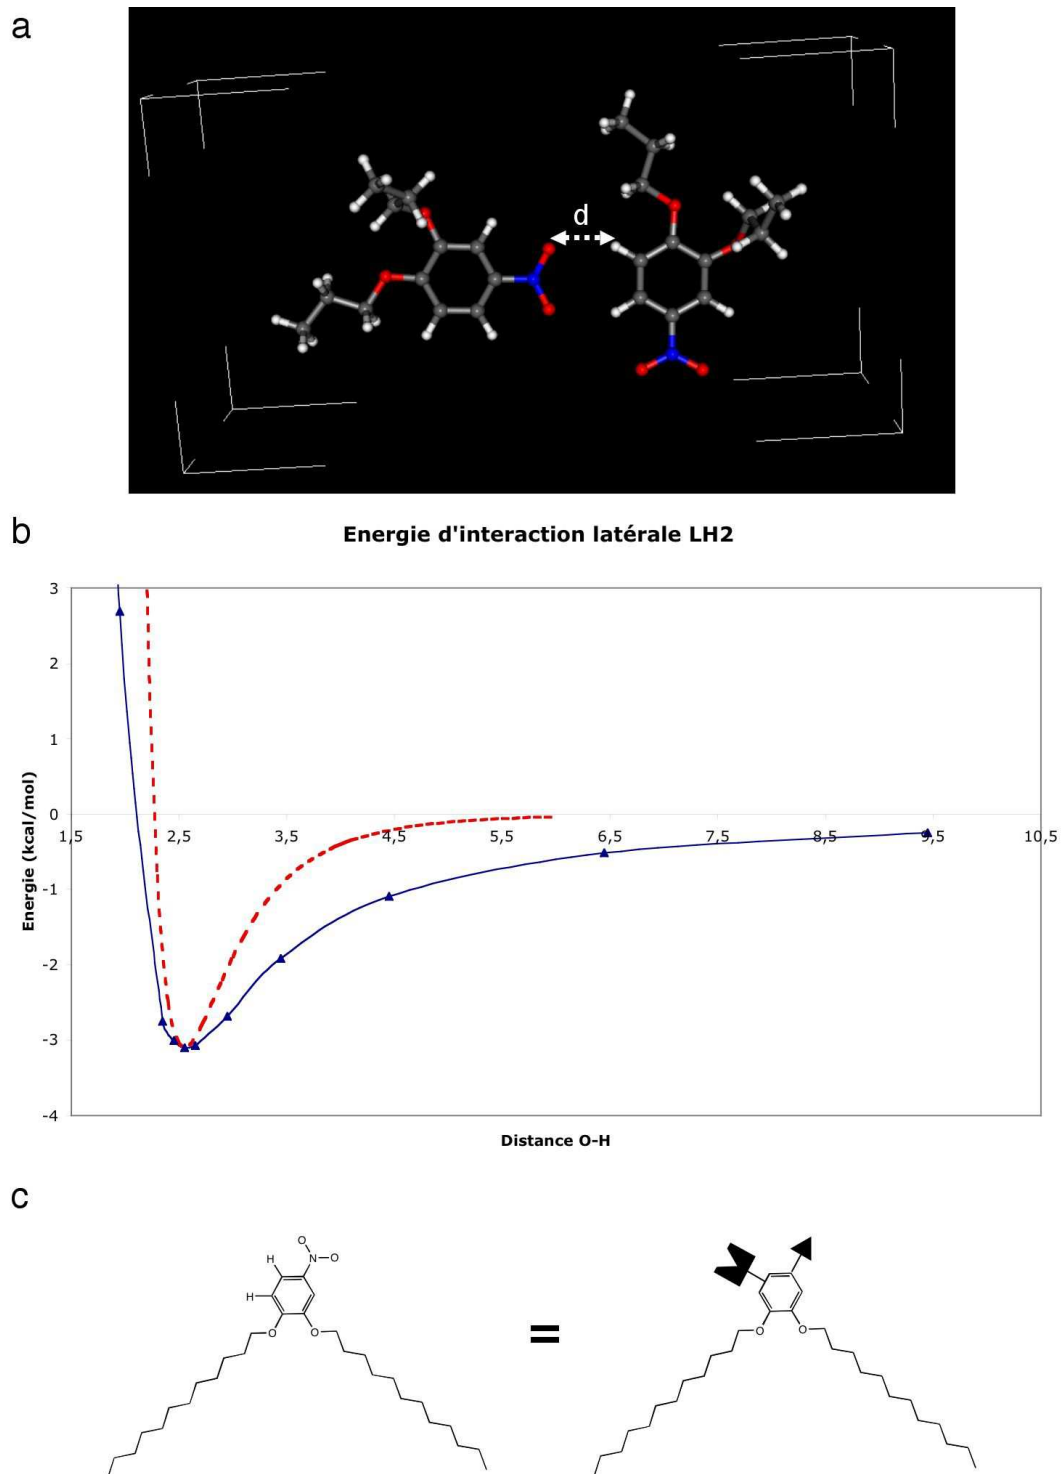 a
d
b
Energie d'interaction latérale LH2
3
2
1
0
1,5 2,5 3,5 4,5 5,5 6,5 7,5 8,5 9,5 10,5
-1
-2
-3
-4
Energie (kcal/mol)
Distance O-H
c
O
H N O
H
O O
=
O O